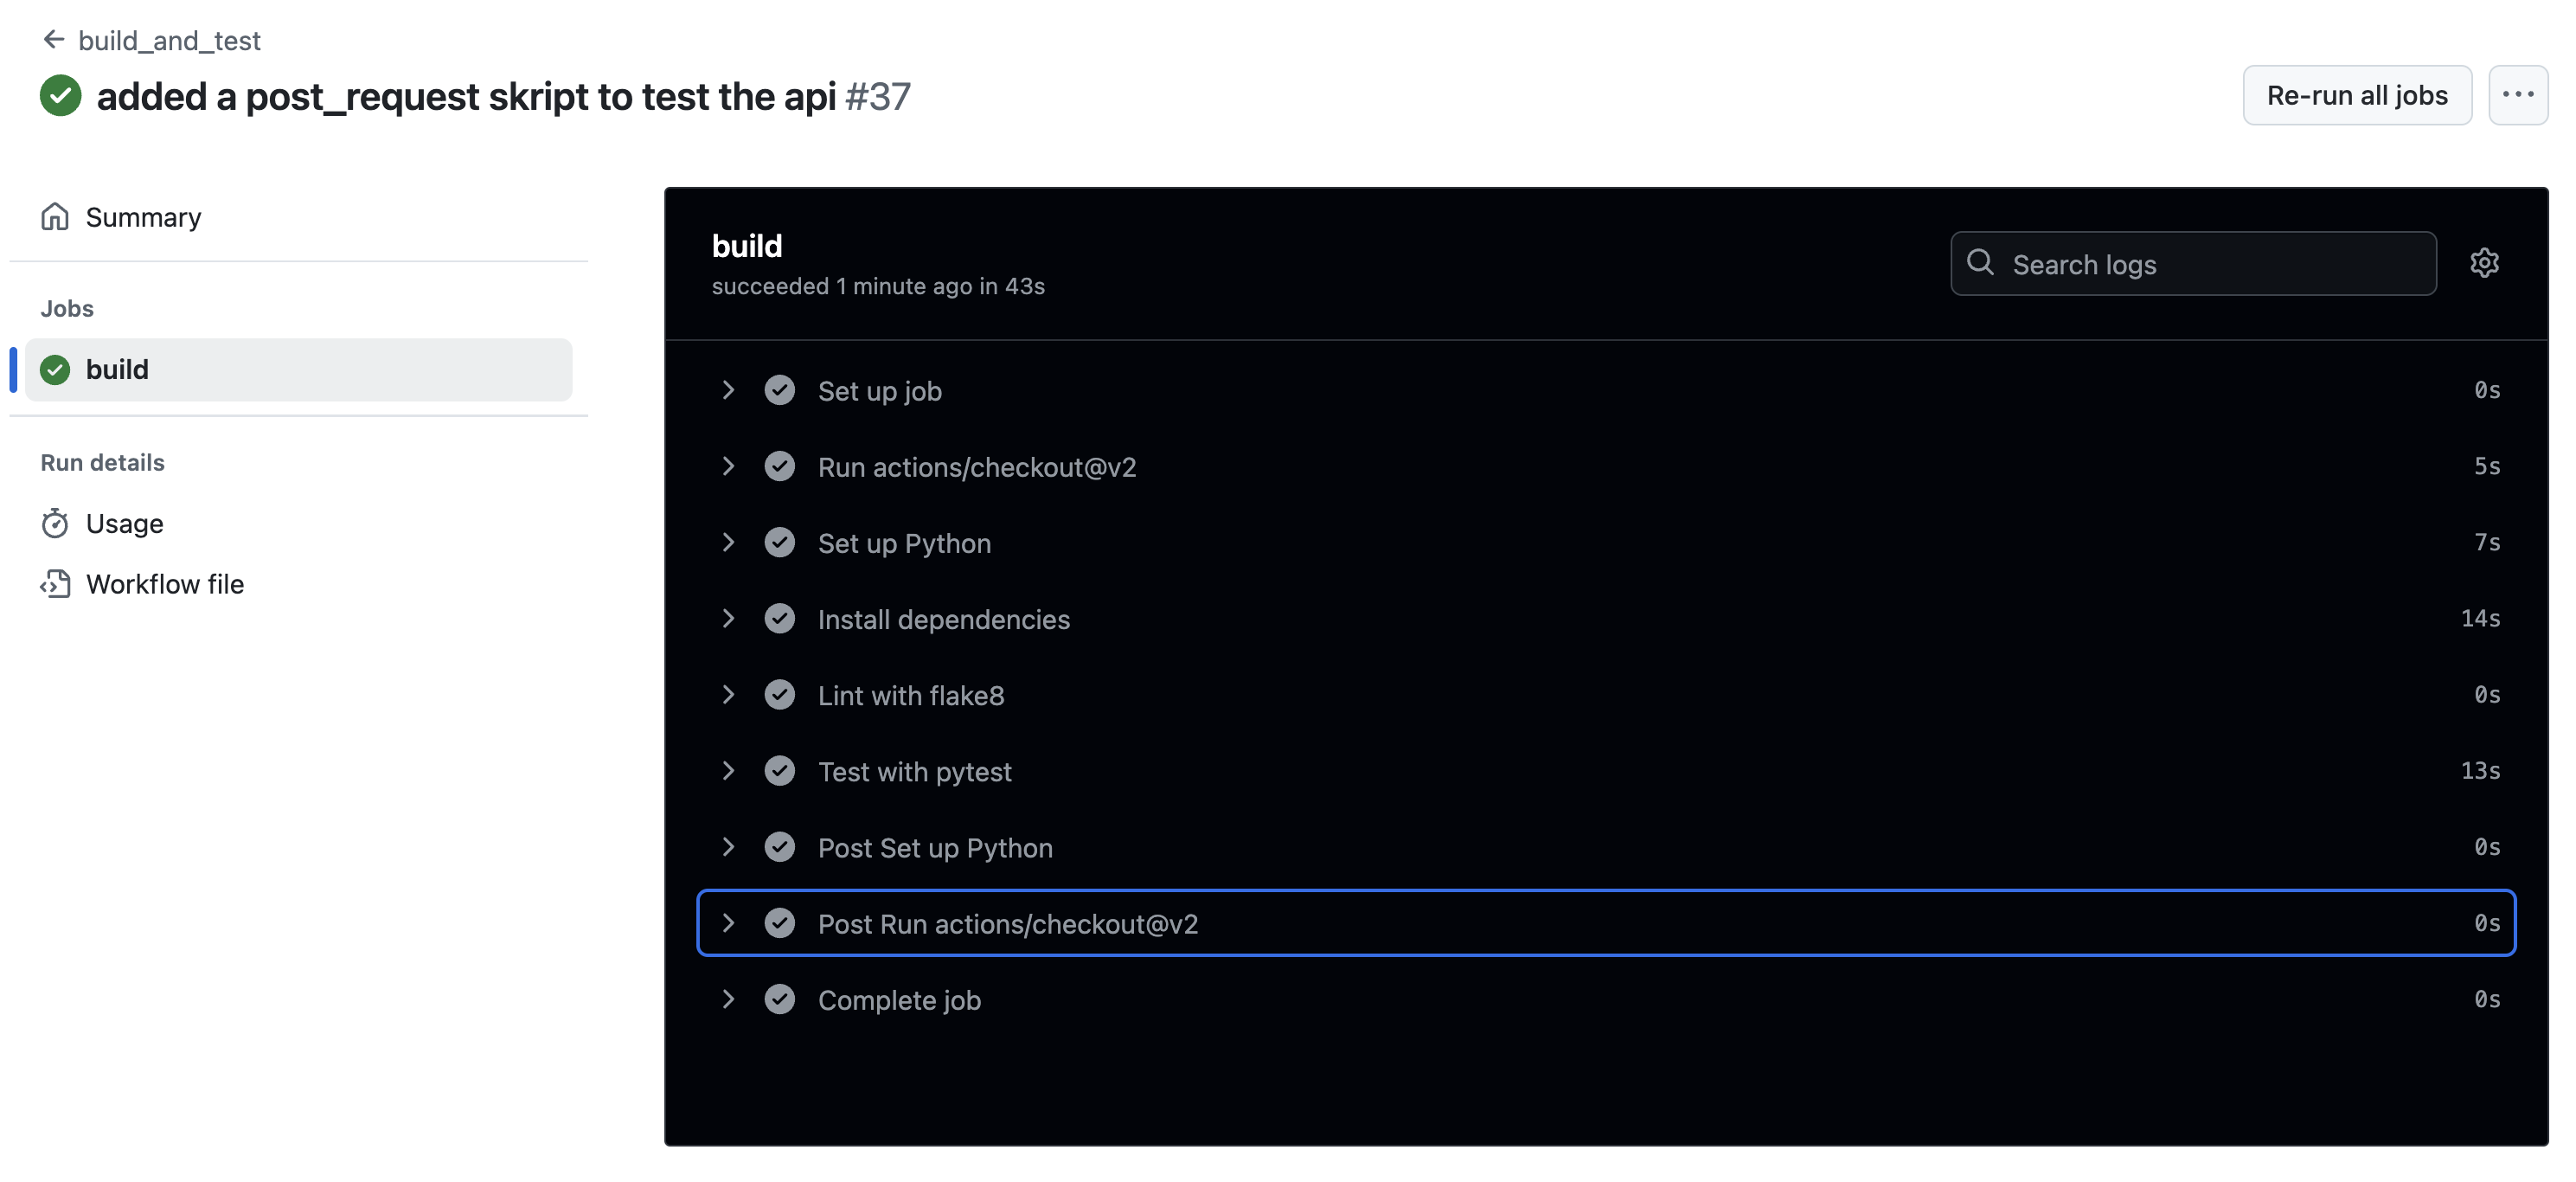 build_and_test
added a post_request skript to test the api #37
Re-run all jobs
Summary
Jobs
build
Run details
Usage
Workflow file
build
succeeded 1 minute ago in 43s
Search logs
Set up job 0s
Run actions/checkout@v2 5s
Set up Python 7s
Install dependencies 14s
Lint with flake8 0s
Test with pytest 13s
Post Set up Python 0s
Post Run actions/checkout@v2 0s
Complete job 0s